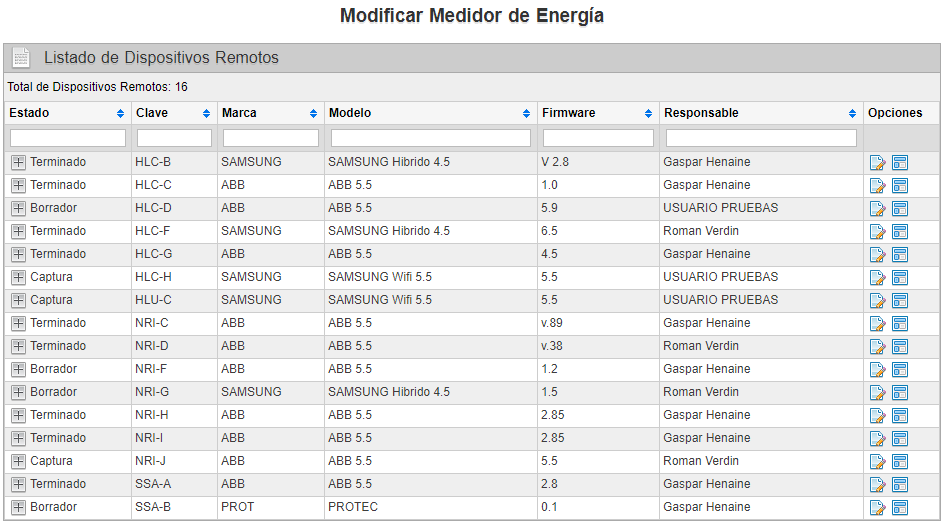 Modificar Medidor de Energía
Listado de Dispositivos Remotos
Total de Dispositivos Remotos: 16
Estado Clave Marca Modelo Firmware Responsable Opciones
Terminado HLC-B SAMSUNG SAMSUNG Hibrido 4.5 V 2.8 Gaspar Henaine
Terminado HLC-C ABB ABB 5.5 1.0 Gaspar Henaine
Borrador HLC-D ABB ABB 5.5 5.9 USUARIO PRUEBAS
Terminado HLC-F SAMSUNG SAMSUNG Hibrido 4.5 6.5 Roman Verdin
Terminado HLC-G ABB ABB 5.5 4.5 Gaspar Henaine
Captura HLC-H SAMSUNG SAMSUNG Wifi 5.5 5.5 USUARIO PRUEBAS
Captura HLU-C SAMSUNG SAMSUNG Wifi 5.5 5.5 USUARIO PRUEBAS
Terminado NRI-C ABB ABB 5.5 v.89 Gaspar Henaine
Terminado NRI-D ABB ABB 5.5 v.38 Roman Verdin
Borrador NRI-F ABB ABB 5.5 1.2 Gaspar Henaine
Borrador NRI-G SAMSUNG SAMSUNG Hibrido 4.5 1.5 Roman Verdin
Terminado NRI-H ABB ABB 5.5 2.85 Gaspar Henaine
Terminado NRI-I ABB ABB 5.5 2.85 Gaspar Henaine
Captura NRI-J ABB ABB 5.5 5.5 Roman Verdin
Terminado SSA-A ABB ABB 5.5 2.8 Gaspar Henaine
Borrador SSA-B PROT PROTEC 0.1 Gaspar Henaine